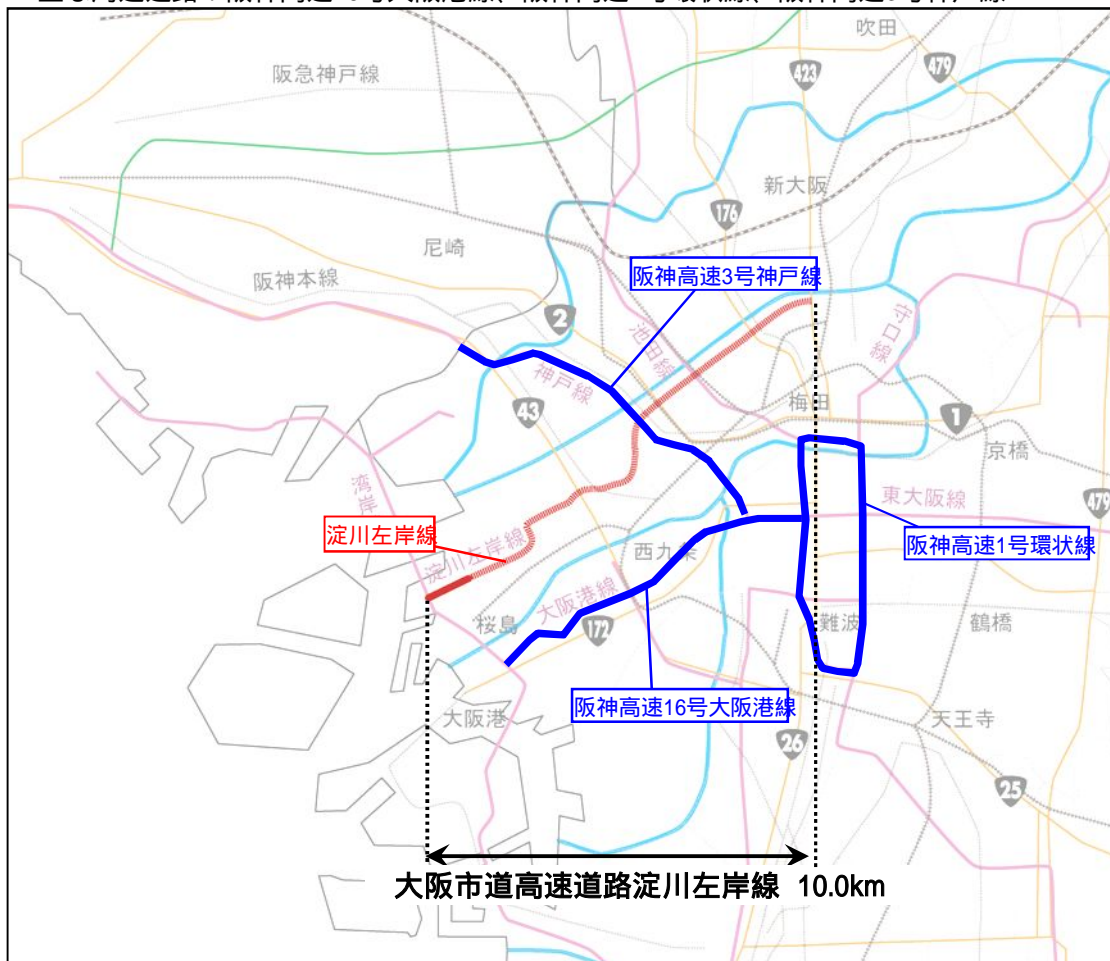 吹田
阪急神戸線
423
479
新大阪
176
尼崎
阪神高速3号神戸線
阪神本線
守口線
2
池田線
神戸線
梅田
43
1
京橋
湾岸
東大阪線
479
淀川左岸線
阪神高速1号環状線
淀川左岸線
西九条
大阪港線
桜島
172
難波
鶴橋
阪神高速16号大阪港線
大阪港
天王寺
26
25
大阪市道高速道路淀川左岸線 10.0km